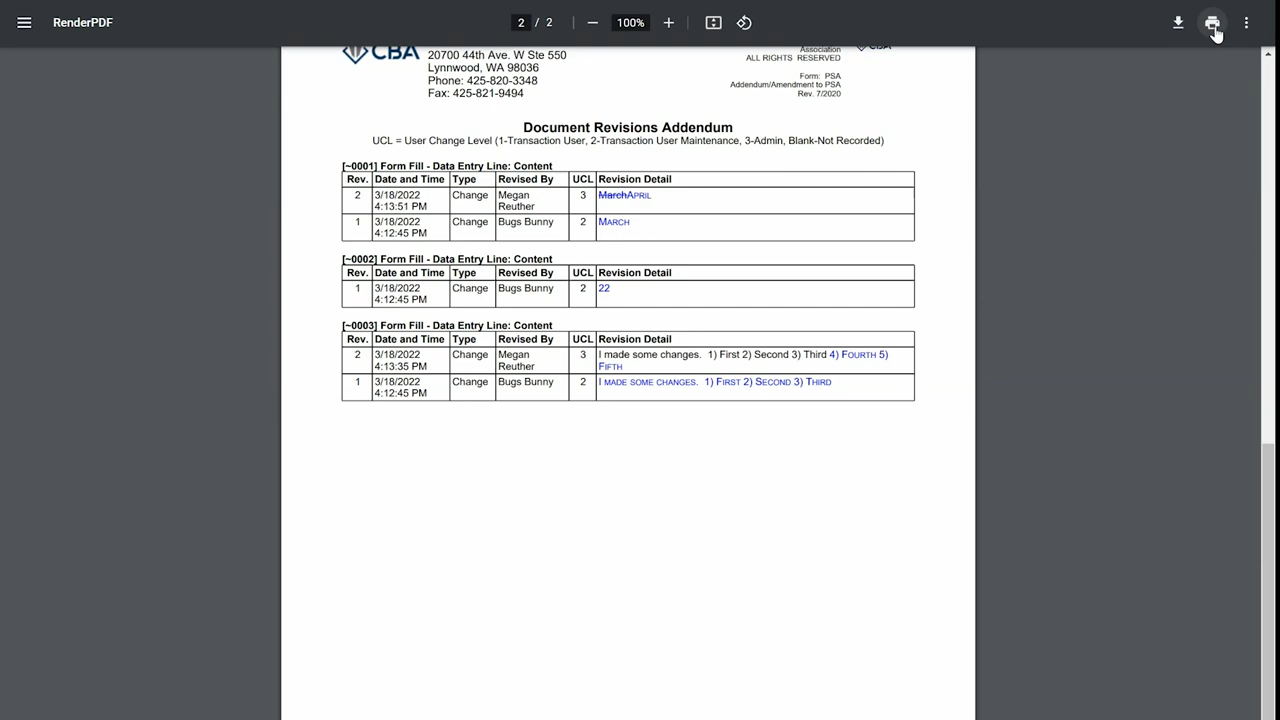 RenderPDF
2 / 2
100%
CBA
20700 44th Ave. W Ste 550
Lynnwood, WA 98036
Phone: 425-820-3348
Fax: 425-821-9494
Association
ALL RIGHTS RESERVED
CBA
Form: PSA
Addendum/Amendment to PSA
Rev. 7/2020
Document Revisions Addendum
UCL = User Change Level (1-Transaction User, 2-Transaction User Maintenance, 3-Admin, Blank-Not Recorded)
[~0001] Form Fill - Data Entry Line: Content
Rev. Date and Time Type Revised By UCL Revision Detail
2 3/18/2022 Change Megan 3 MarchAPRIL
4:13:51 PM Reuther
1 3/18/2022 Change Bugs Bunny 2 MARCH
4:12:45 PM
[~0002] Form Fill - Data Entry Line: Content
Rev. Date and Time Type Revised By UCL Revision Detail
1 3/18/2022 Change Bugs Bunny 2 22
4:12:45 PM
[~0003] Form Fill - Data Entry Line: Content
Rev. Date and Time Type Revised By UCL Revision Detail
2 3/18/2022 Change Megan 3 I made some changes. 1) First 2) Second 3) Third 4) FOURTH 5)
4:13:35 PM Reuther FIFTH
1 3/18/2022 Change Bugs Bunny 2 I MADE SOME CHANGES. 1) FIRST 2) SECOND 3) THIRD
4:12:45 PM